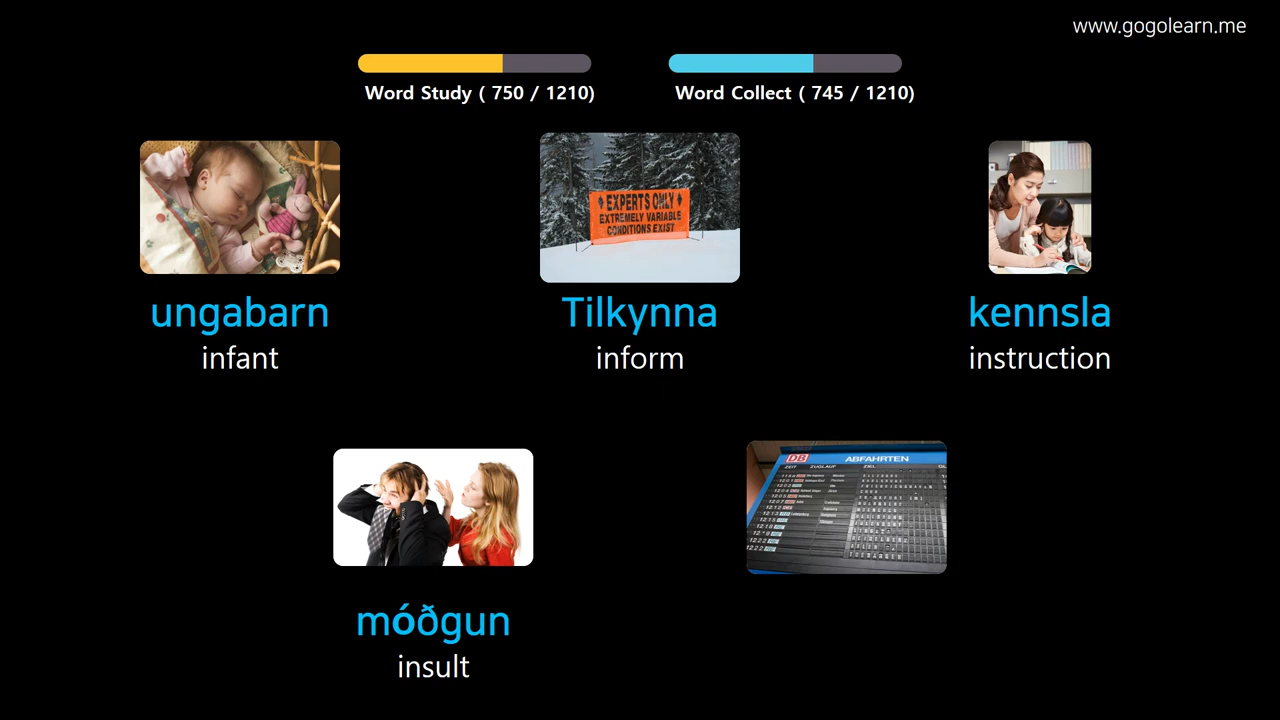 www.gogolearn.me
Word Study ( 750 / 1210)
Word Collect ( 745 / 1210)
EXPERTS ONLY
EXTREMELY VARIABLE
CONDITIONS EXIST
ungabarn
infant
Tilkynna
inform
kennsla
instruction
DB ABFAHRTEN
ZEIT ZUGLAUF ZIEL
móðgun
insult